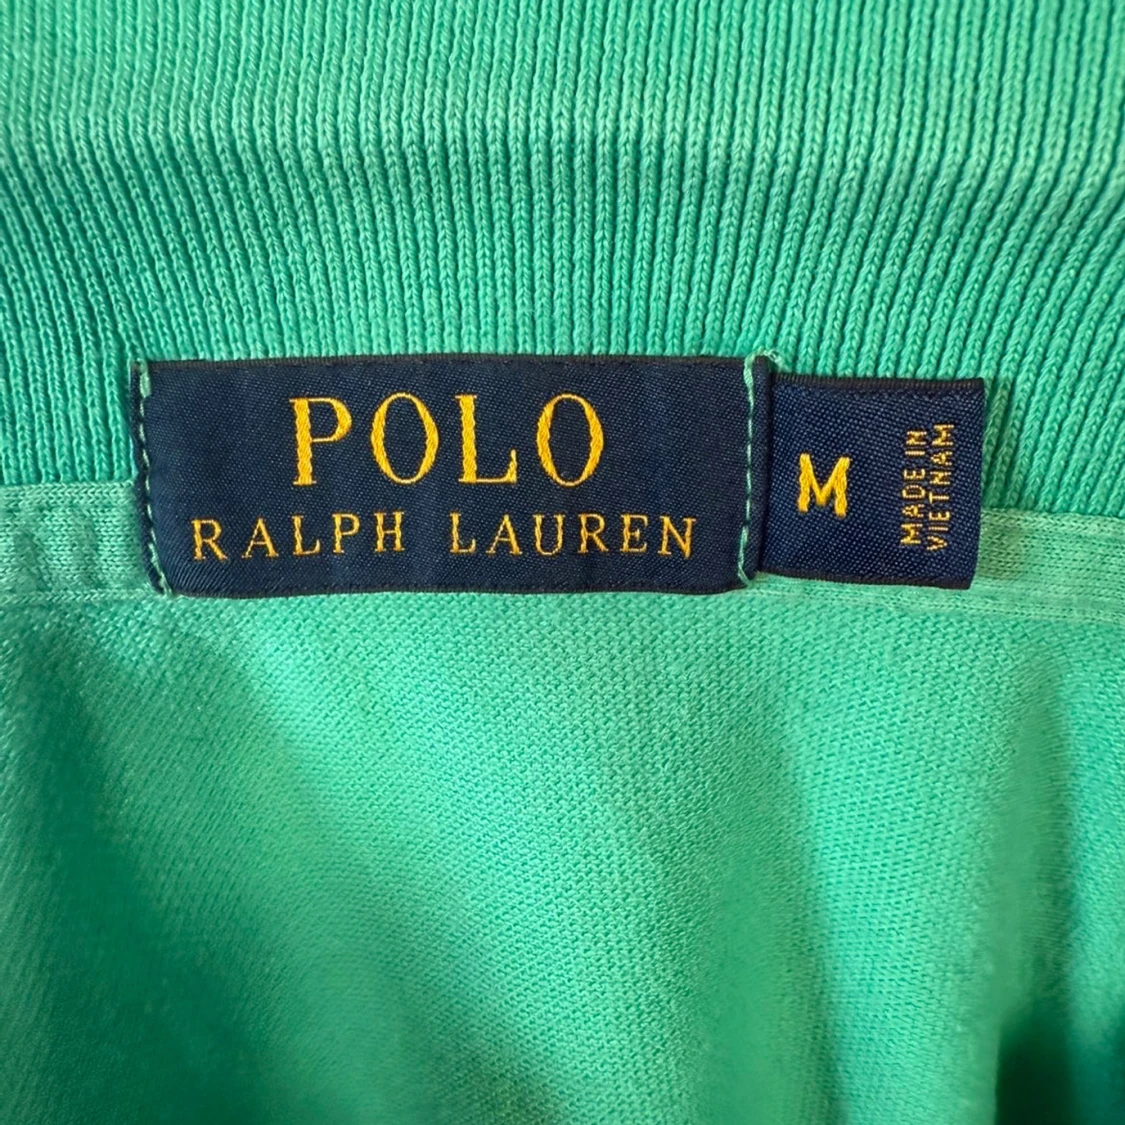 POLO
RALPH LAUREN
M
MADE IN
VIETNAM